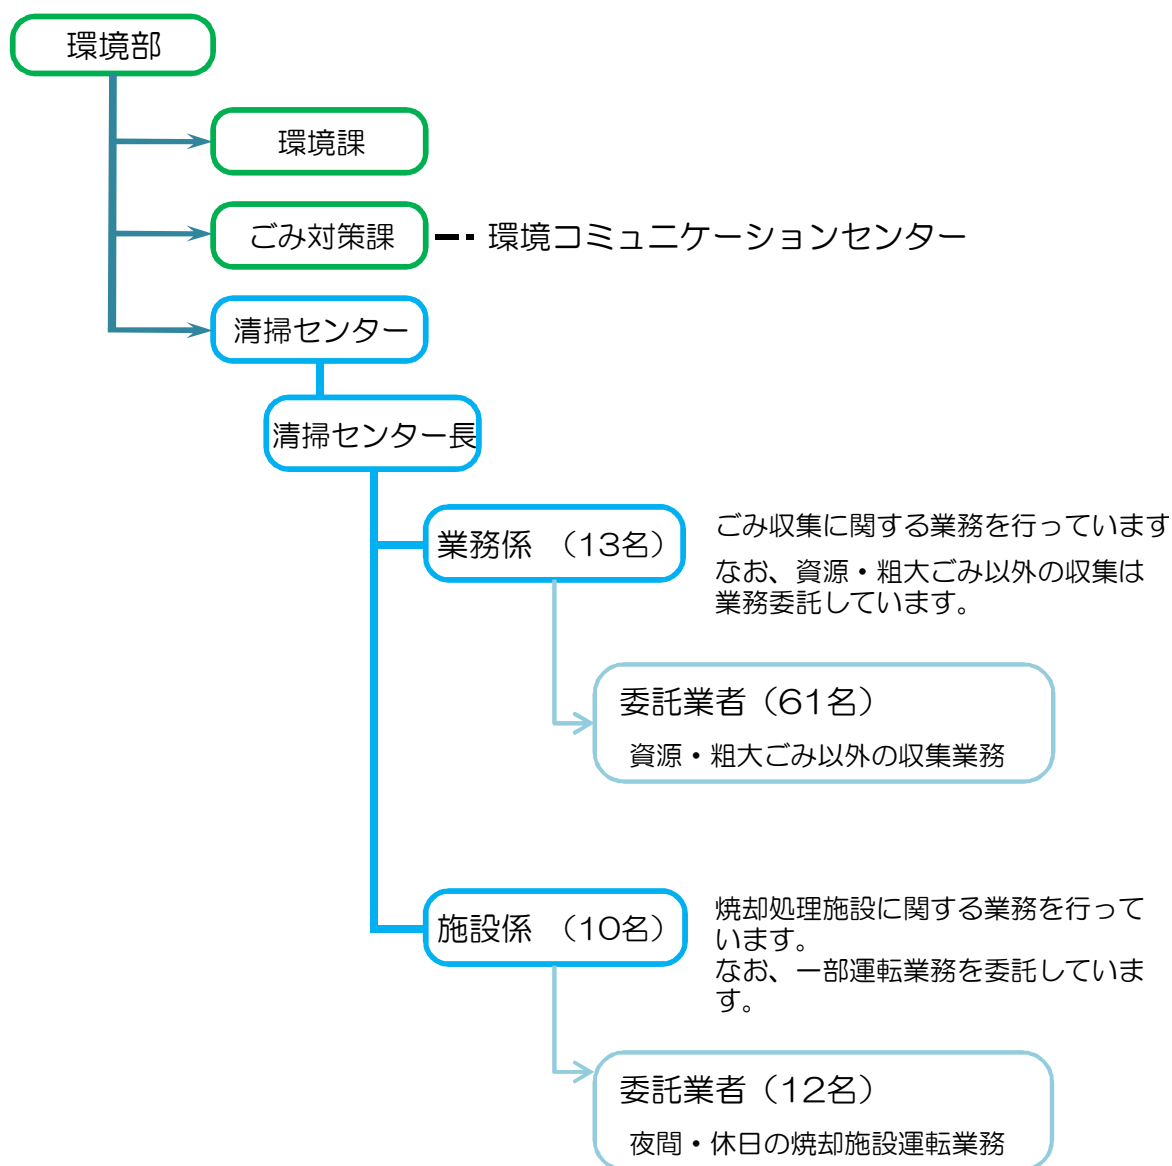 環境部
環境課
ごみ対策課
環境コミュニケーションセンター
清掃センター
清掃センター長
業務係 （13名）
ごみ収集に関する業務を行っています
なお、資源・粗大ごみ以外の収集は
業務委託しています。
委託業者（61名）
資源・粗大ごみ以外の収集業務
施設係 （10名）
焼却処理施設に関する業務を行って
います。
なお、一部運転業務を委託していま
す。
委託業者（12名）
夜間・休日の焼却施設運転業務